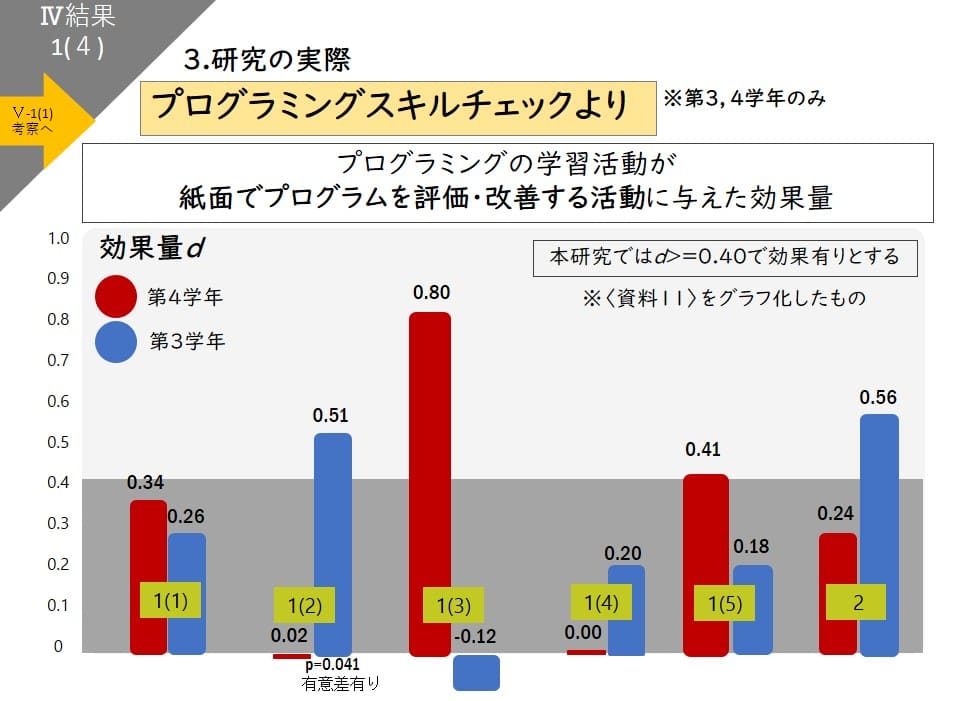 Ⅳ結果
1(４)
Ⅴ-1(1)
考察へ
3.研究の実際
プログラミングスキルチェックより
※第3,4学年のみ
プログラミングの学習活動が
紙面でプログラムを評価・改善する活動に与えた効果量
効果量d
本研究ではd>=0.40で効果有りとする
※〈資料11〉をグラフ化したもの
第4学年
第3学年
1.0
0.9
0.8
0.7
0.6
0.5
0.4
0.3
0.2
0.1
0
0.34
0.26
1(1)
0.02
0.51
1(2)
p=0.041
有意差有り
0.80
-0.12
1(3)
0.00
0.20
1(4)
0.41
0.18
1(5)
0.24
0.56
2